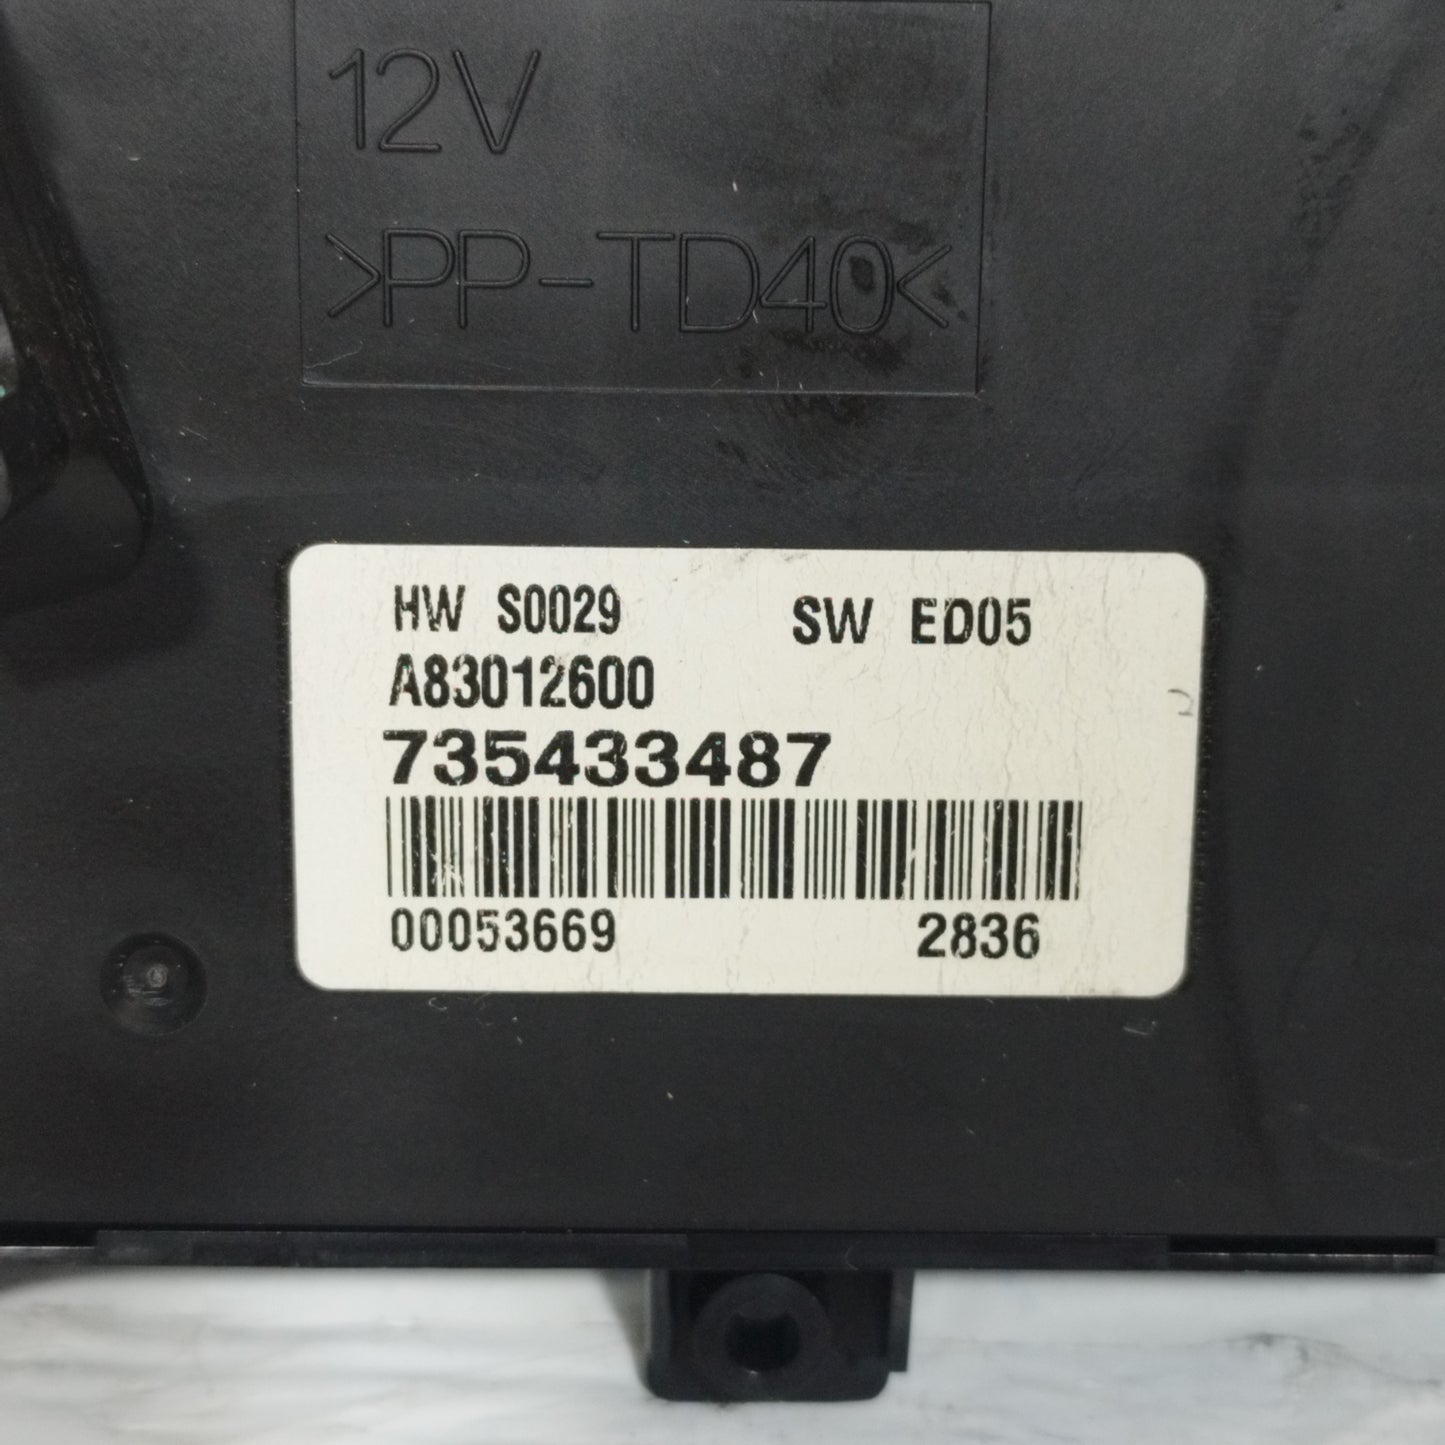 12V
>PP-TD40<
HW S0029 SW ED05
A83012600
735433487
00053669 2836